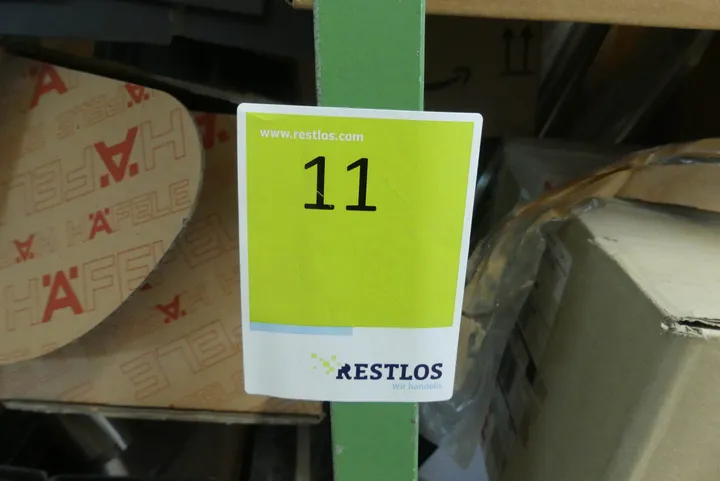 www.restlos.com
11
RESTLOS
Wir handeln.
HÄFELE
HÄFELE
HÄFELE